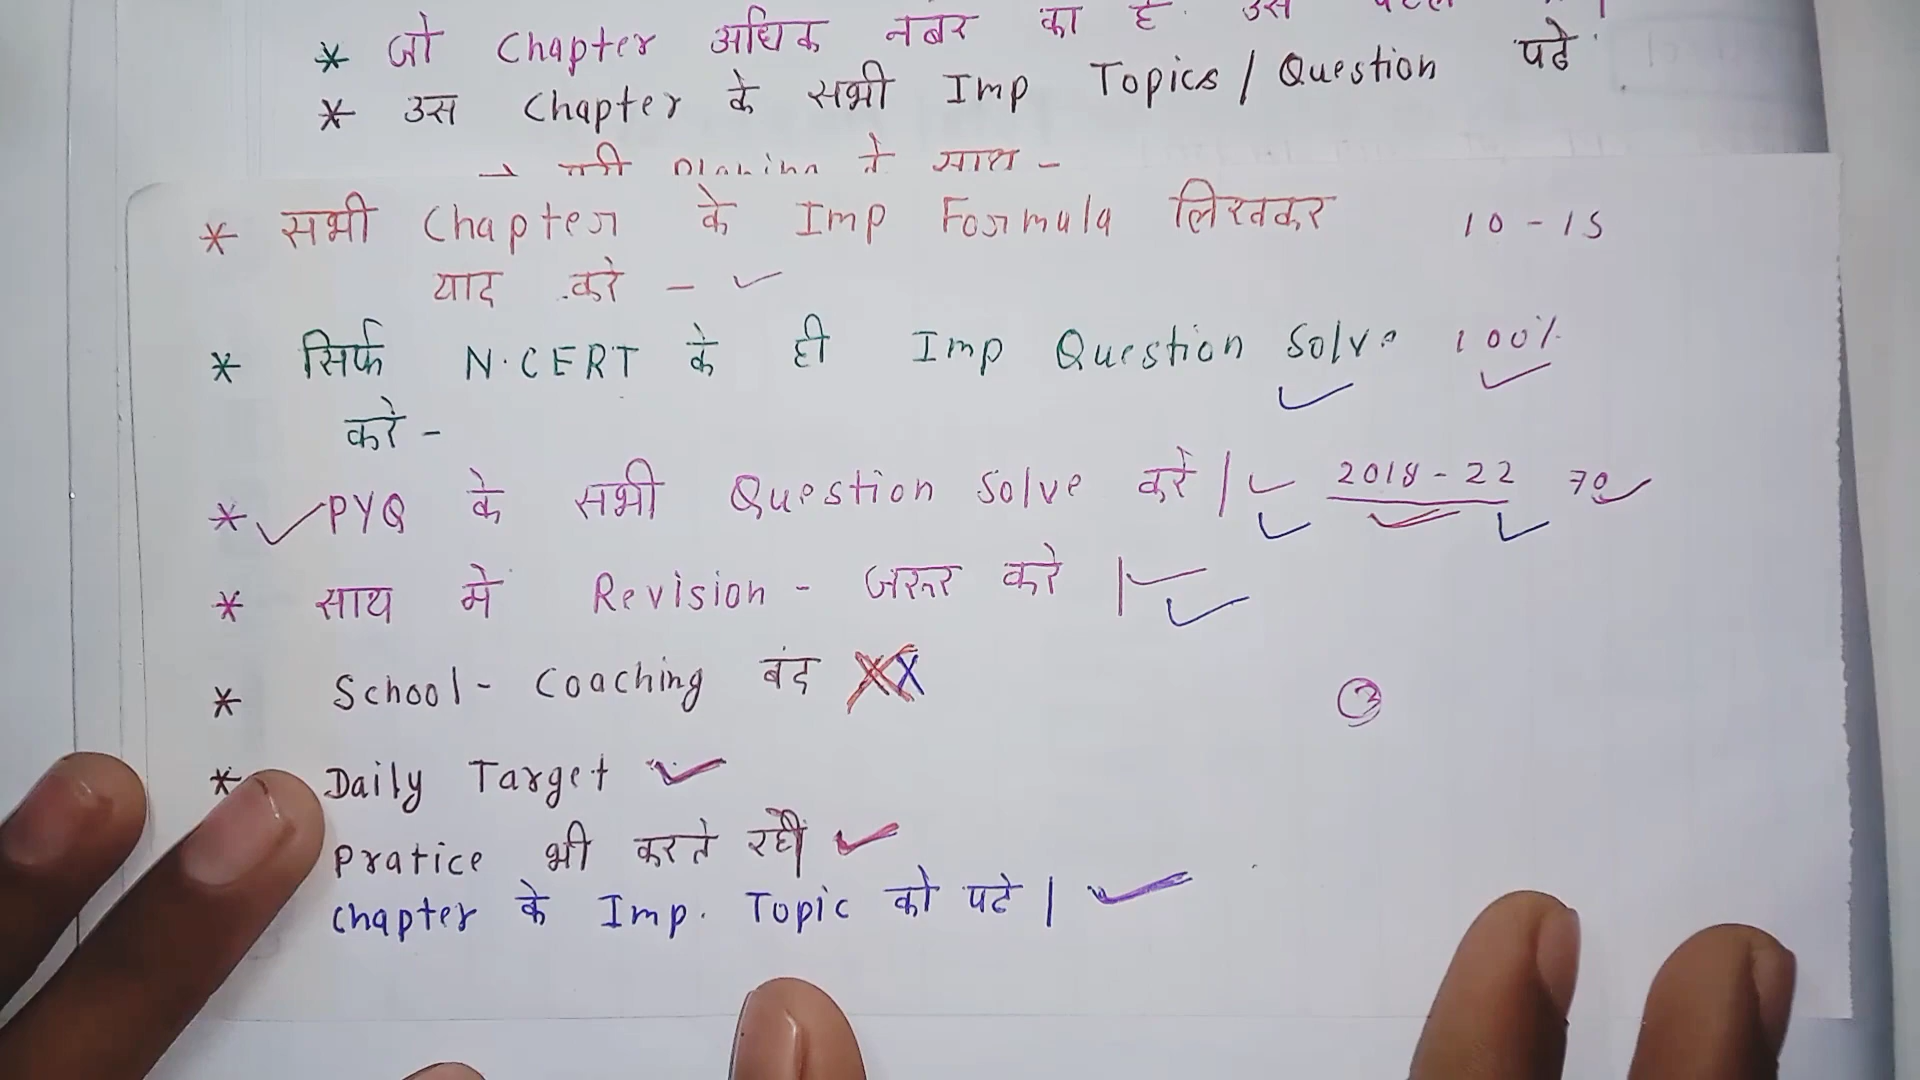 * जो Chapter अधिक नंबर का है उसे
* उस Chapter के सभी Imp Topics / Question पढे
के साथ -
* सभी Chapter के Imp Formula लिखकर 10 - 15
याद करे -
* सिर्फ N.CERT के ही Imp Question Solve 100%
करे -
* PYQ के सभी Question Solve करें | 2018 - 22 70
* साथ मे Revision - जरूर करे |
* School - Coaching बंद XX
* Daily Target
Pratice भी करते रहें
Chapter के Imp. Topic को पढे |